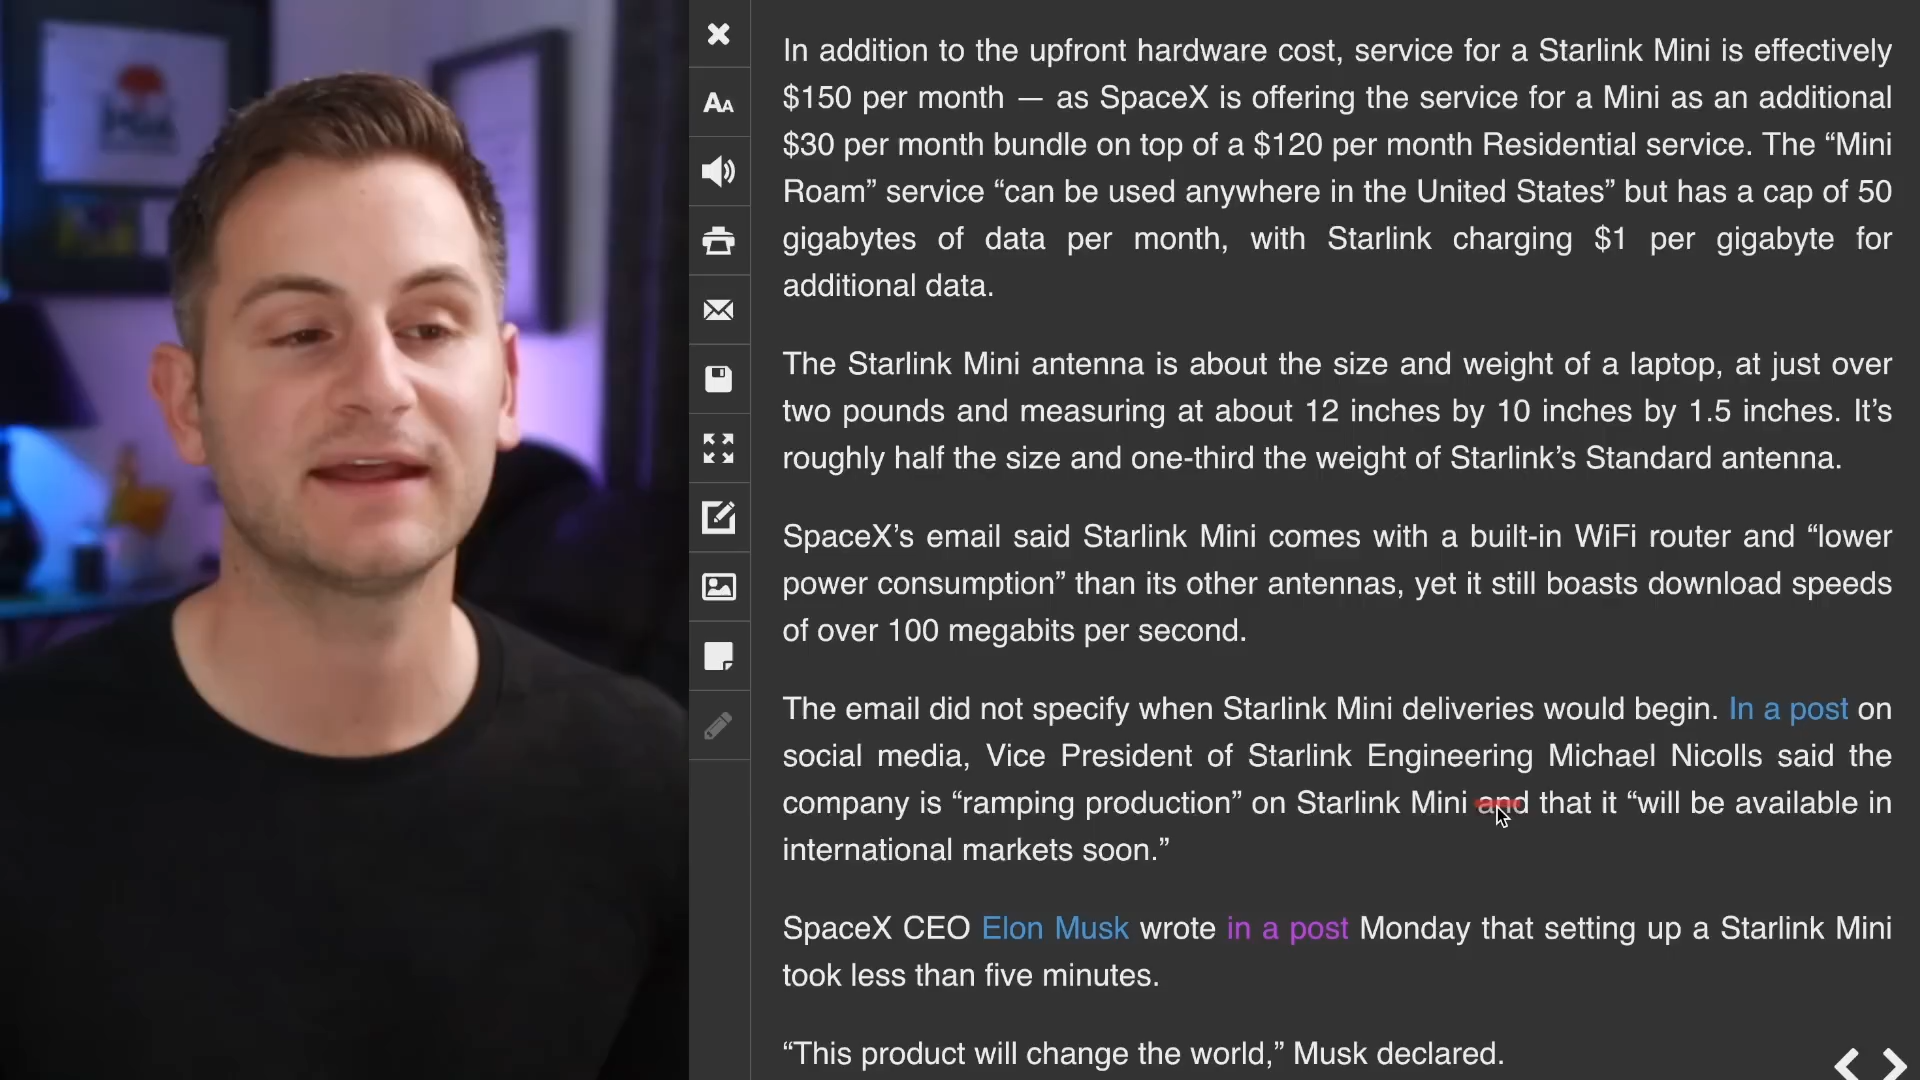 In addition to the upfront hardware cost, service for a Starlink Mini is effectively
$150 per month — as SpaceX is offering the service for a Mini as an additional
$30 per month bundle on top of a $120 per month Residential service. The “Mini
Roam” service “can be used anywhere in the United States” but has a cap of 50
gigabytes of data per month, with Starlink charging $1 per gigabyte for
additional data.
The Starlink Mini antenna is about the size and weight of a laptop, at just over
two pounds and measuring at about 12 inches by 10 inches by 1.5 inches. It’s
roughly half the size and one-third the weight of Starlink’s Standard antenna.
SpaceX’s email said Starlink Mini comes with a built-in WiFi router and “lower
power consumption” than its other antennas, yet it still boasts download speeds
of over 100 megabits per second.
The email did not specify when Starlink Mini deliveries would begin. In a post on
social media, Vice President of Starlink Engineering Michael Nicolls said the
company is “ramping production” on Starlink Mini and that it “will be available in
international markets soon.”
SpaceX CEO Elon Musk wrote in a post Monday that setting up a Starlink Mini
took less than five minutes.
“This product will change the world,” Musk declared.